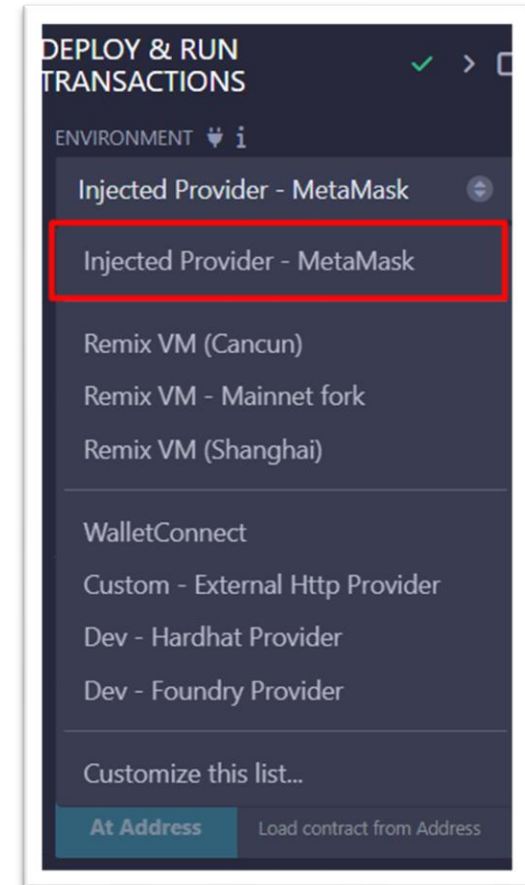 DEPLOY & RUN
TRANSACTIONS
ENVIRONMENT i
Injected Provider - MetaMask
Injected Provider - MetaMask
Remix VM (Cancun)
Remix VM - Mainnet fork
Remix VM (Shanghai)
WalletConnect
Custom - External Http Provider
Dev - Hardhat Provider
Dev - Foundry Provider
Customize this list...
At Address Load contract from Address